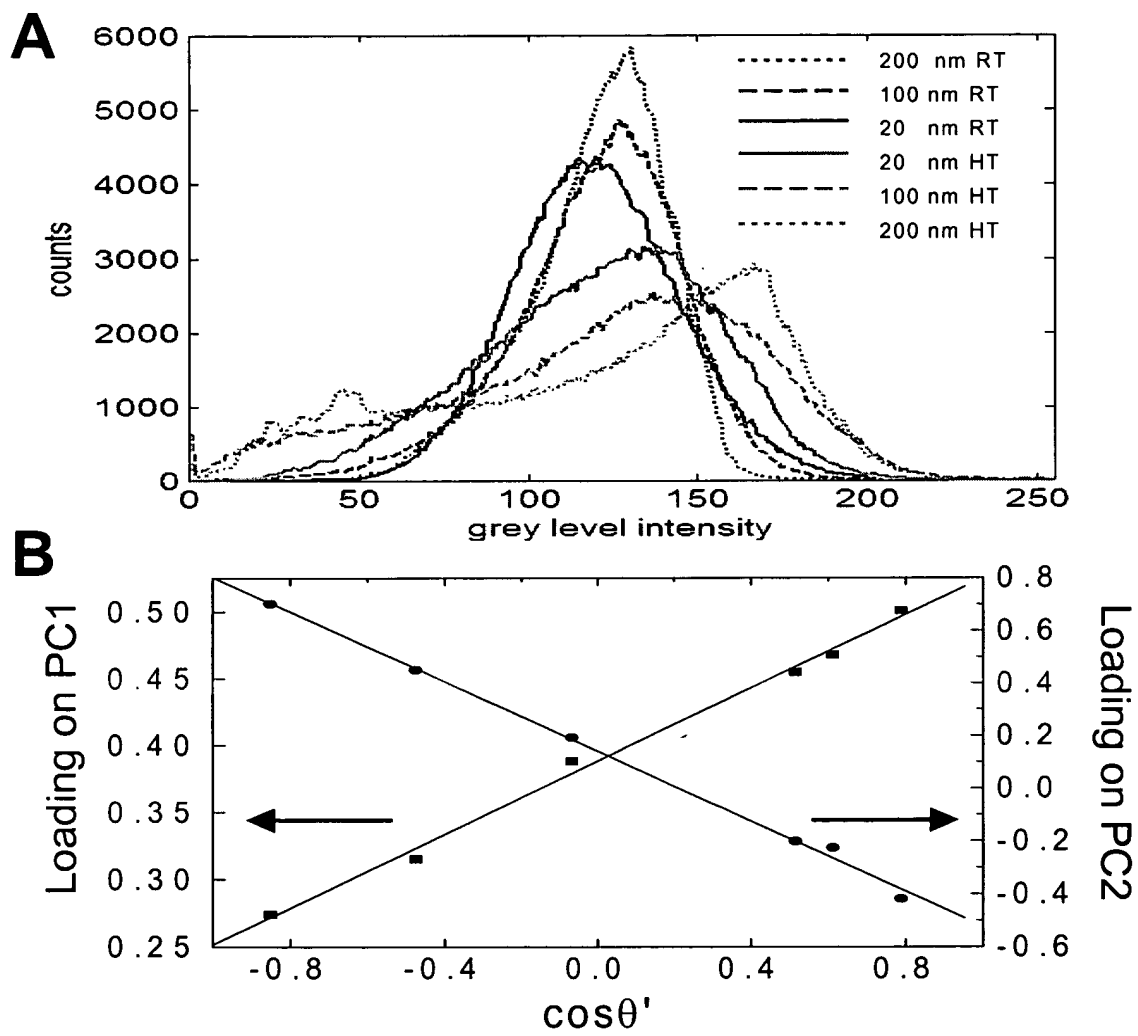 A
6000
5000
4000
3000
2000
1000
0
counts
200 nm RT
100 nm RT
20 nm RT
20 nm HT
100 nm HT
200 nm HT
0 50 100 150 200 250
grey level intensity
B
Loading on PC1
0.50
0.45
0.40
0.35
0.30
0.25
0.8
0.6
0.4
0.2
0.0
-0.2
-0.4
-0.6
Loading on PC2
-0.8 -0.4 0.0 0.4 0.8
cosθ'